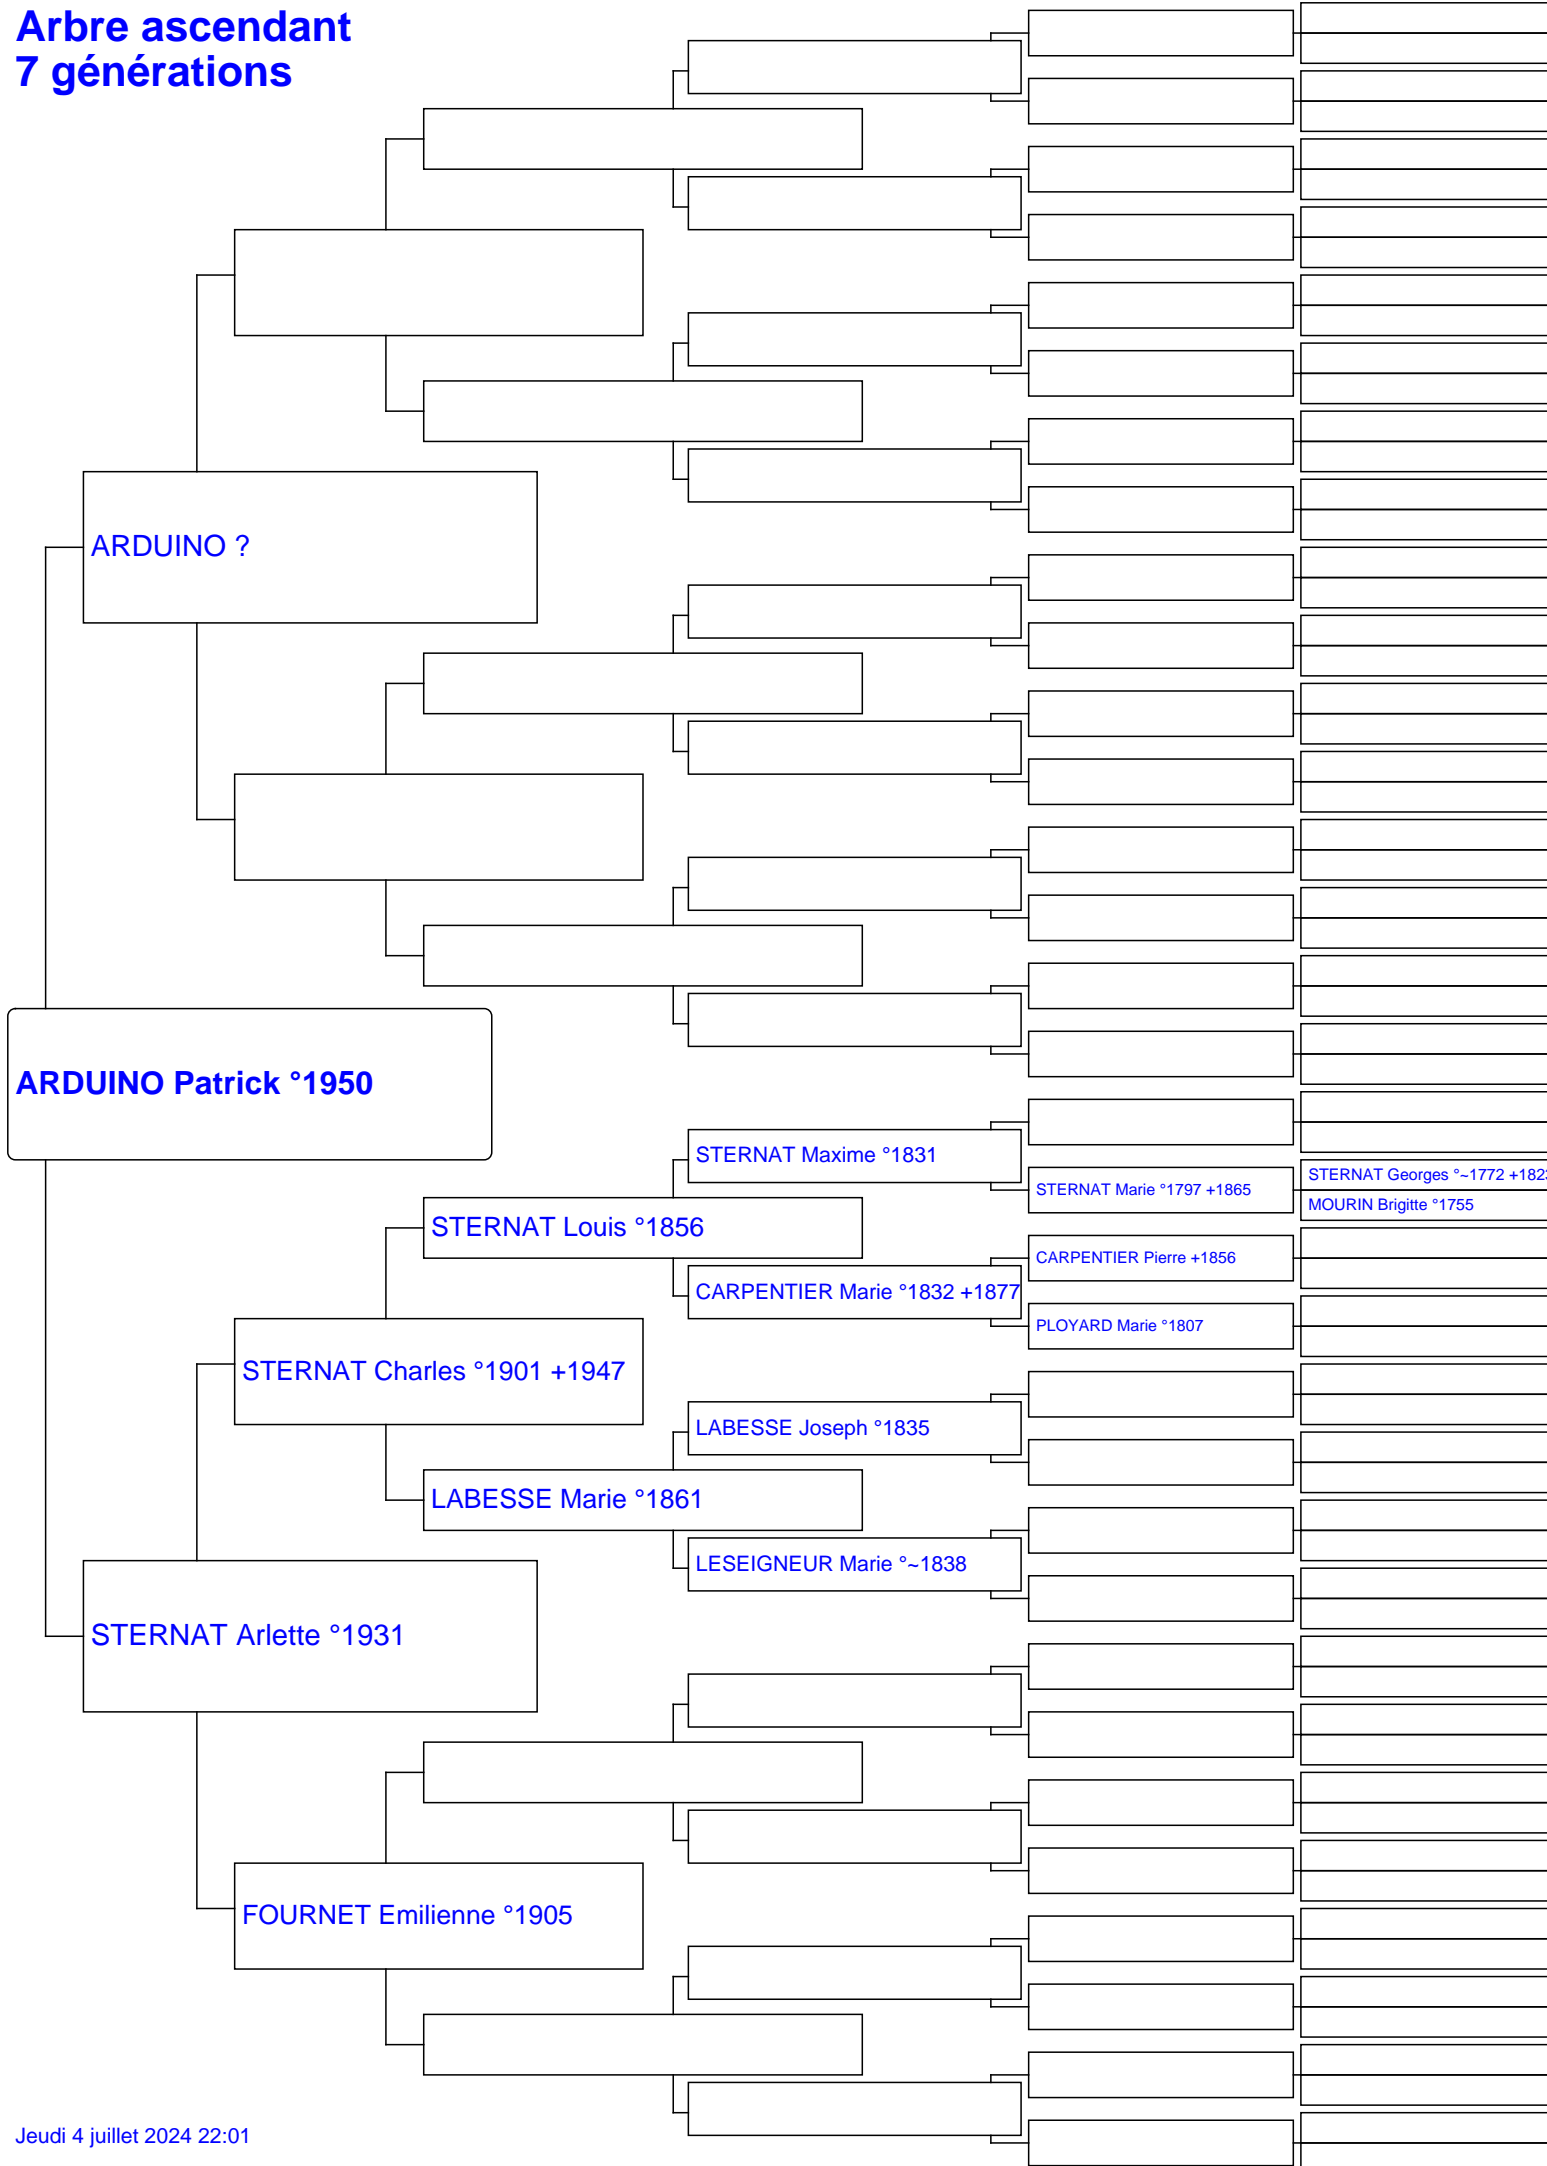 Arbre ascendant
7 générations
ARDUINO ?
ARDUINO Patrick °1950
STERNAT Maxime °1831
STERNAT Georges °~1772 +1823
STERNAT Marie °1797 +1865
MOURIN Brigitte °1755
STERNAT Louis °1856
CARPENTIER Pierre +1856
CARPENTIER Marie °1832 +1877
PLOYARD Marie °1807
STERNAT Charles °1901 +1947
LABESSE Joseph °1835
LABESSE Marie °1861
LESEIGNEUR Marie °~1838
STERNAT Arlette °1931
FOURNET Emilienne °1905
Jeudi 4 juillet 2024 22:01